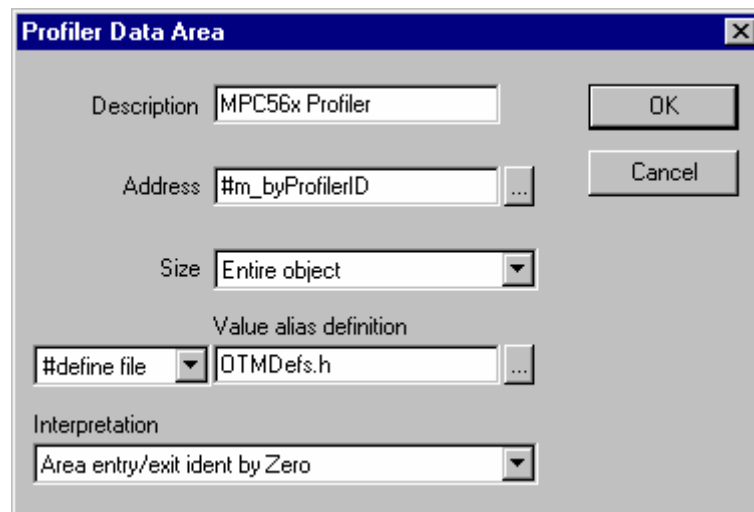 Profiler Data Area
Description MPC56x Profiler OK
Address #m_byProfilerID ... Cancel
Size Entire object
Value alias definition
#define file OTMDefs.h ...
Interpretation
Area entry/exit ident by Zero